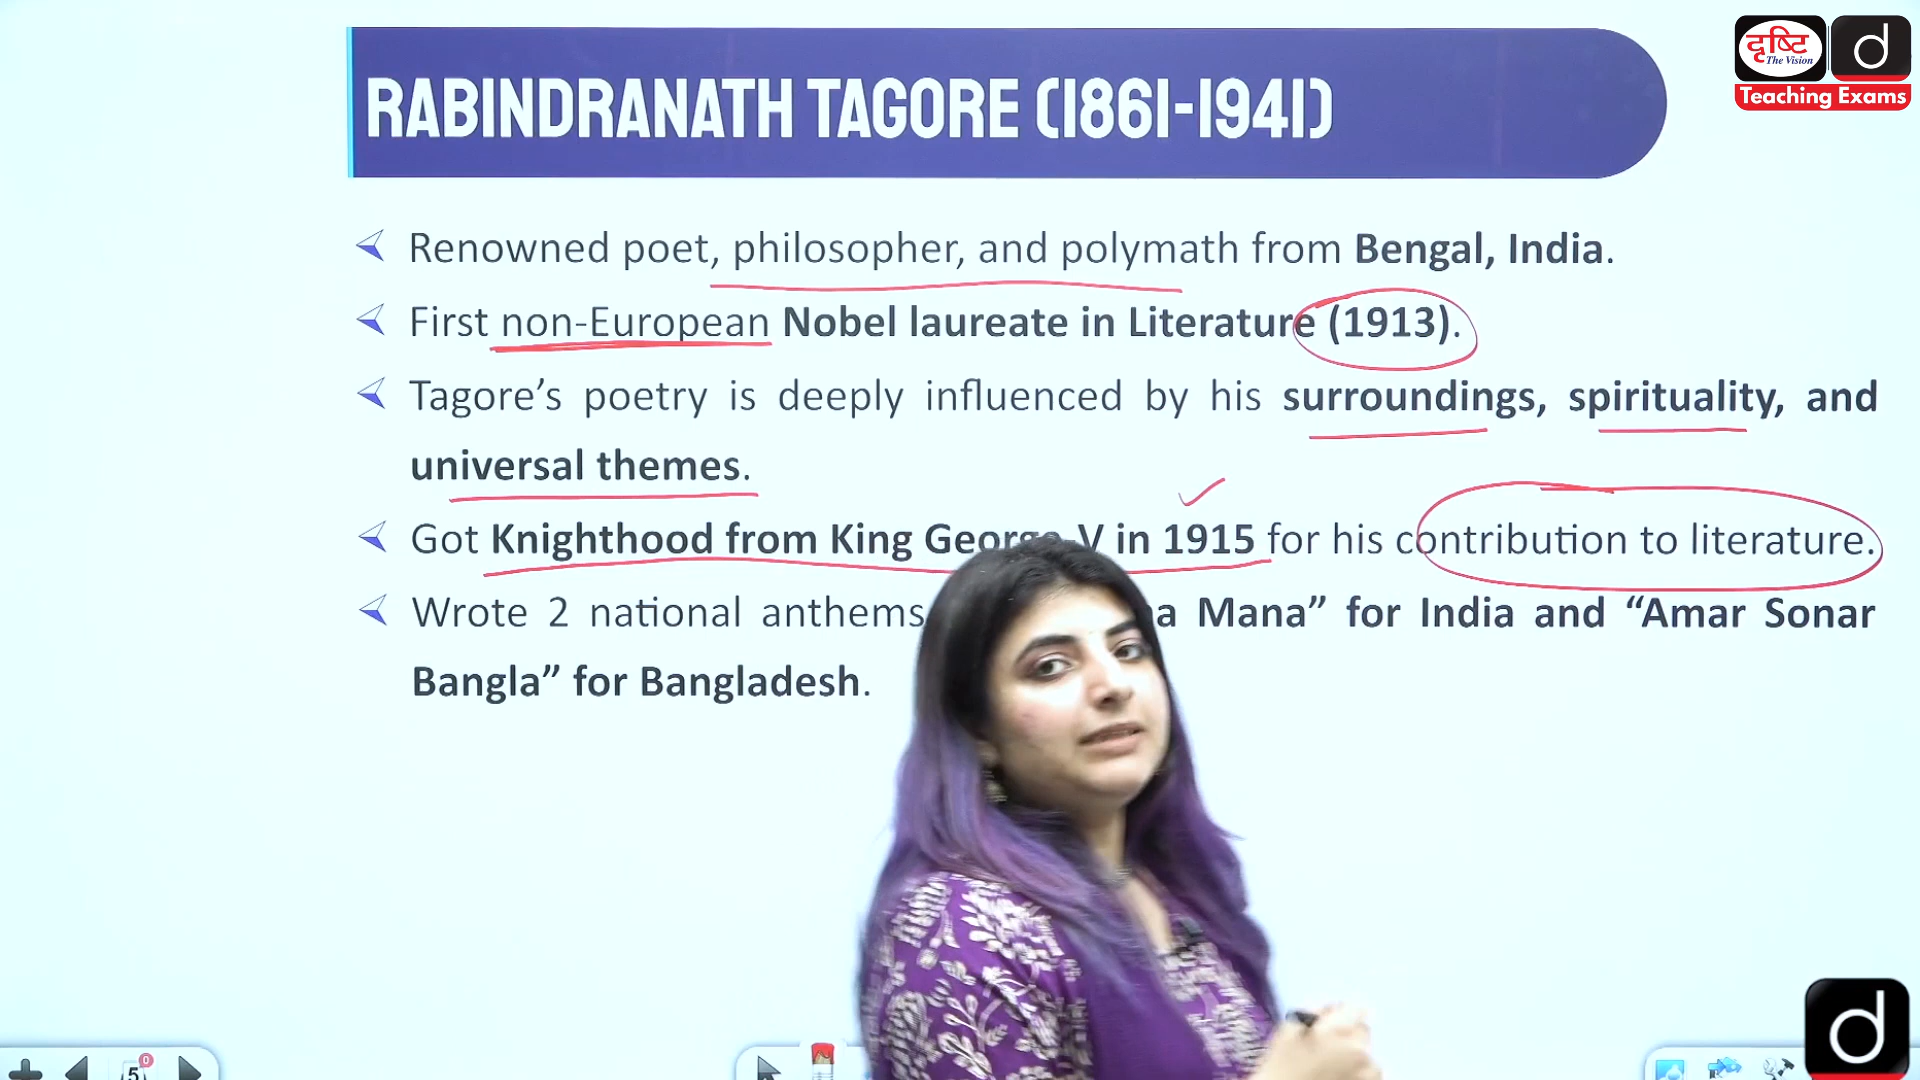 दृष्टि
The Vision
d
Teaching Exams
RABINDRANATH TAGORE (1861-1941)
Renowned poet, philosopher, and polymath from Bengal, India.
First non-European Nobel laureate in Literature (1913).
Tagore’s poetry is deeply influenced by his surroundings, spirituality, and
universal themes.
Got Knighthood from King George V in 1915 for his contribution to literature.
Wrote 2 national anthems Mana” for India and “Amar Sonar
Bangla” for Bangladesh.
5
0
d